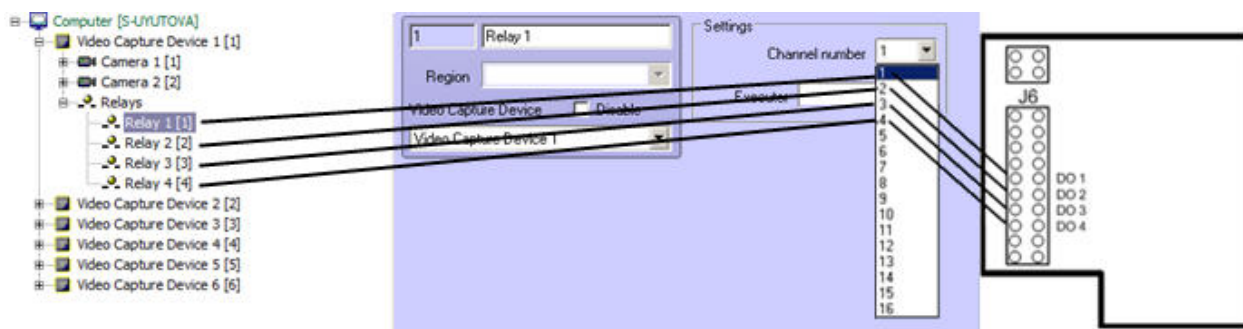 Computer [S-UYUTOVA]
Video Capture Device 1 [1]
Camera 1 [1]
Camera 2 [2]
Relays
Relay 1 [1]
Relay 2 [2]
Relay 3 [3]
Relay 4 [4]
Video Capture Device 2 [2]
Video Capture Device 3 [3]
Video Capture Device 4 [4]
Video Capture Device 5 [5]
Video Capture Device 6 [6]
1 Relay 1
Region
Video Capture Device Disable
Video Capture Device 1
Settings
Channel number 1
Executor
1
2
3
4
5
6
7
8
9
10
11
12
13
14
15
16
J6
DO 1
DO 2
DO 3
DO 4